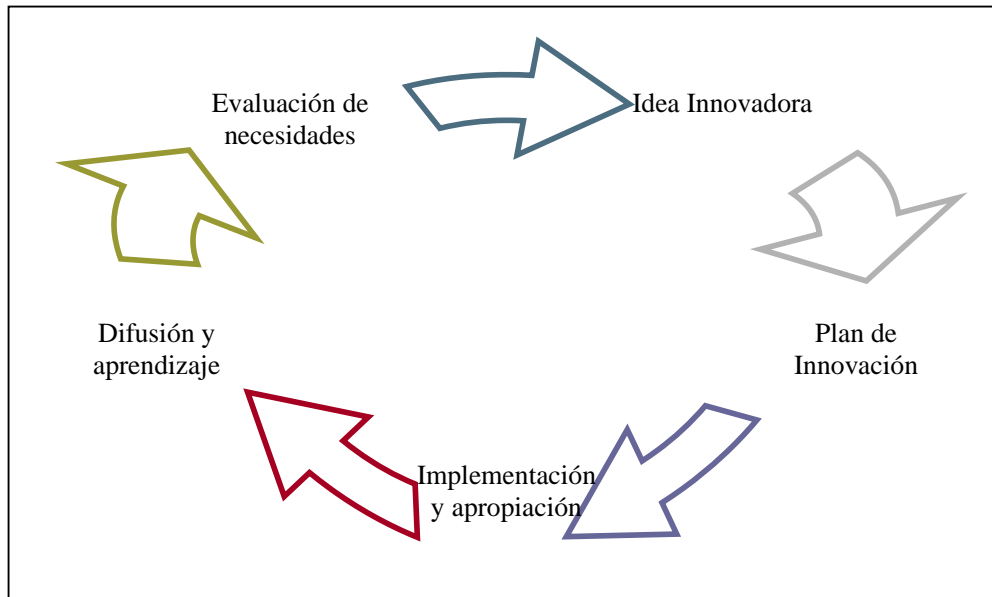 Evaluación de
necesidades
Idea Innovadora
Plan de
Innovación
Implementación
y apropiación
Difusión y
aprendizaje